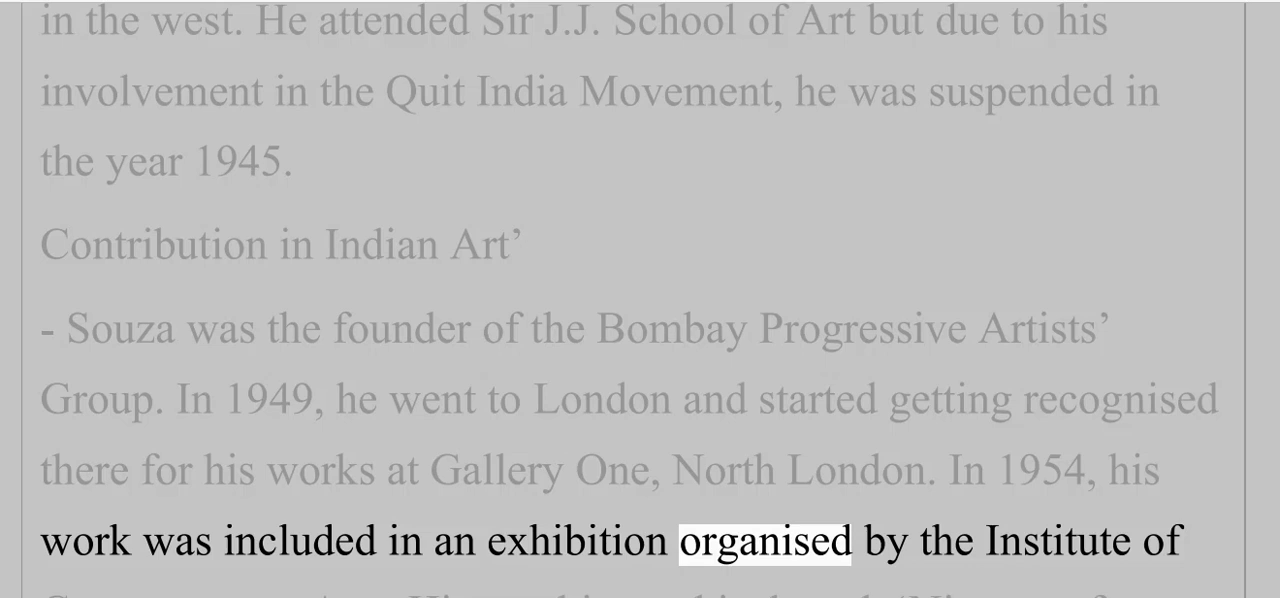 in the west. He attended Sir J.J. School of Art but due to his
involvement in the Quit India Movement, he was suspended in
the year 1945.
Contribution in Indian Art’
- Souza was the founder of the Bombay Progressive Artists’
Group. In 1949, he went to London and started getting recognised
there for his works at Gallery One, North London. In 1954, his
work was included in an exhibition organised by the Institute of